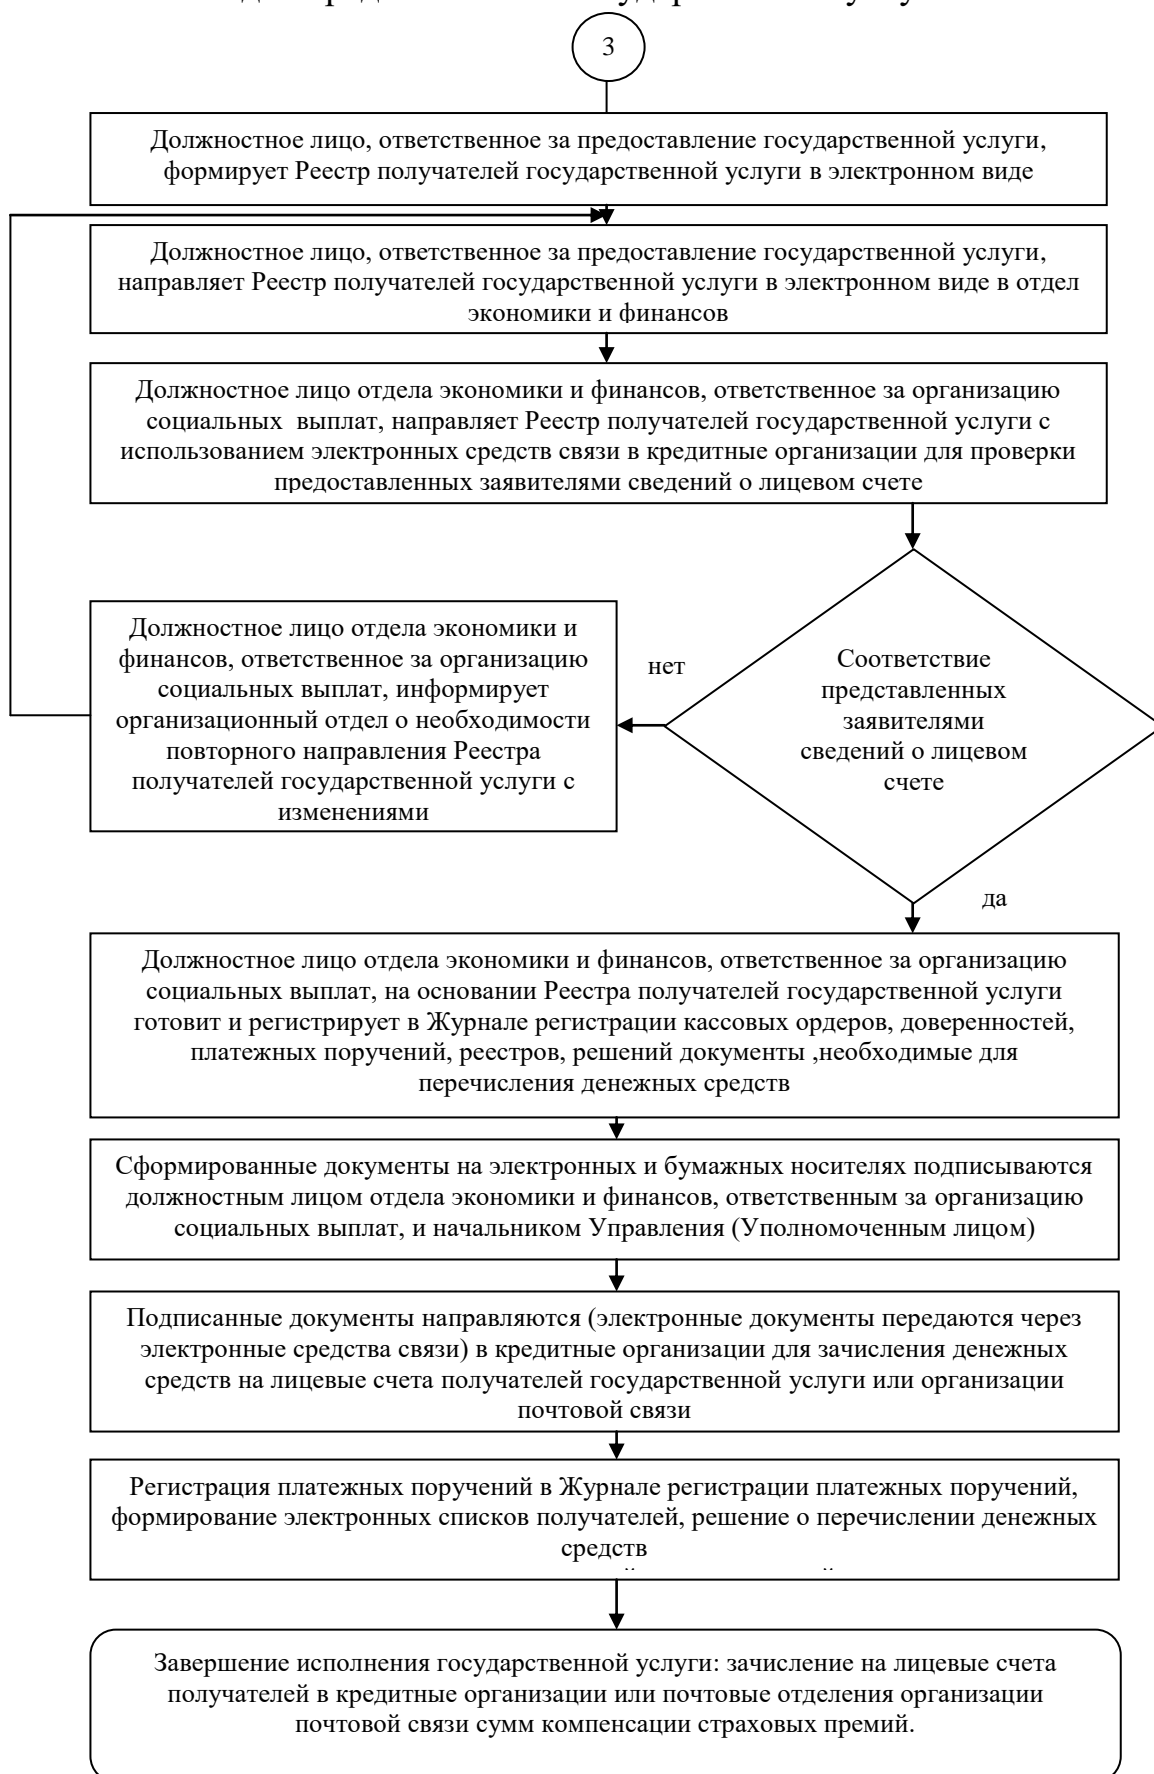 3
Должностное лицо, ответственное за предоставление государственной услуги,
формирует Реестр получателей государственной услуги в электронном виде
Должностное лицо, ответственное за предоставление государственной услуги,
направляет Реестр получателей государственной услуги в электронном виде в отдел
экономики и финансов
Должностное лицо отдела экономики и финансов, ответственное за организацию
социальных выплат, направляет Реестр получателей государственной услуги с
использованием электронных средств связи в кредитные организации для проверки
предоставленных заявителями сведений о лицевом счете
Должностное лицо отдела экономики и
финансов, ответственное за организацию
социальных выплат, информирует
организационный отдел о необходимости
повторного направления Реестра
получателей государственной услуги с
изменениями
нет
Соответствие
представленных
заявителями
сведений о лицевом
счете
да
Должностное лицо отдела экономики и финансов, ответственное за организацию
социальных выплат, на основании Реестра получателей государственной услуги
готовит и регистрирует в Журнале регистрации кассовых ордеров, доверенностей,
платежных поручений, реестров, решений документы ,необходимые для
перечисления денежных средств
Сформированные документы на электронных и бумажных носителях подписываются
должностным лицом отдела экономики и финансов, ответственным за организацию
социальных выплат, и начальником Управления (Уполномоченным лицом)
Подписанные документы направляются (электронные документы передаются через
электронные средства связи) в кредитные организации для зачисления денежных
средств на лицевые счета получателей государственной услуги или организации
почтовой связи
Регистрация платежных поручений в Журнале регистрации платежных поручений,
формирование электронных списков получателей, решение о перечислении денежных
средств
Завершение исполнения государственной услуги: зачисление на лицевые счета
получателей в кредитные организации или почтовые отделения организации
почтовой связи сумм компенсации страховых премий.